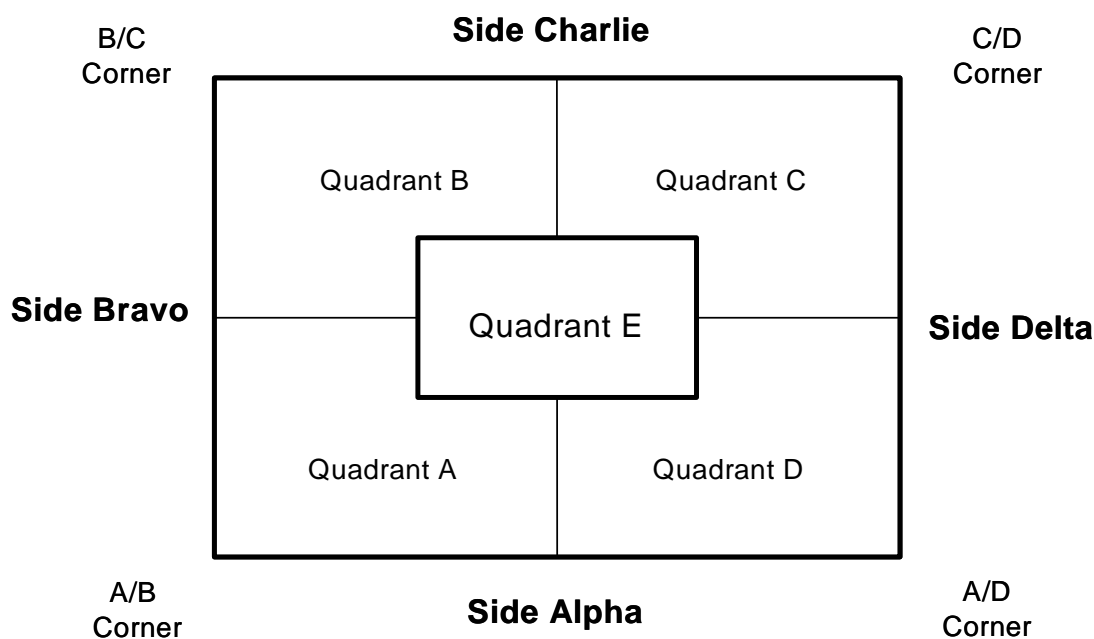 B/C
Corner
Side Charlie
C/D
Corner
Quadrant B
Quadrant C
Side Bravo
Quadrant E
Side Delta
Quadrant A
Quadrant D
A/B
Corner
Side Alpha
A/D
Corner